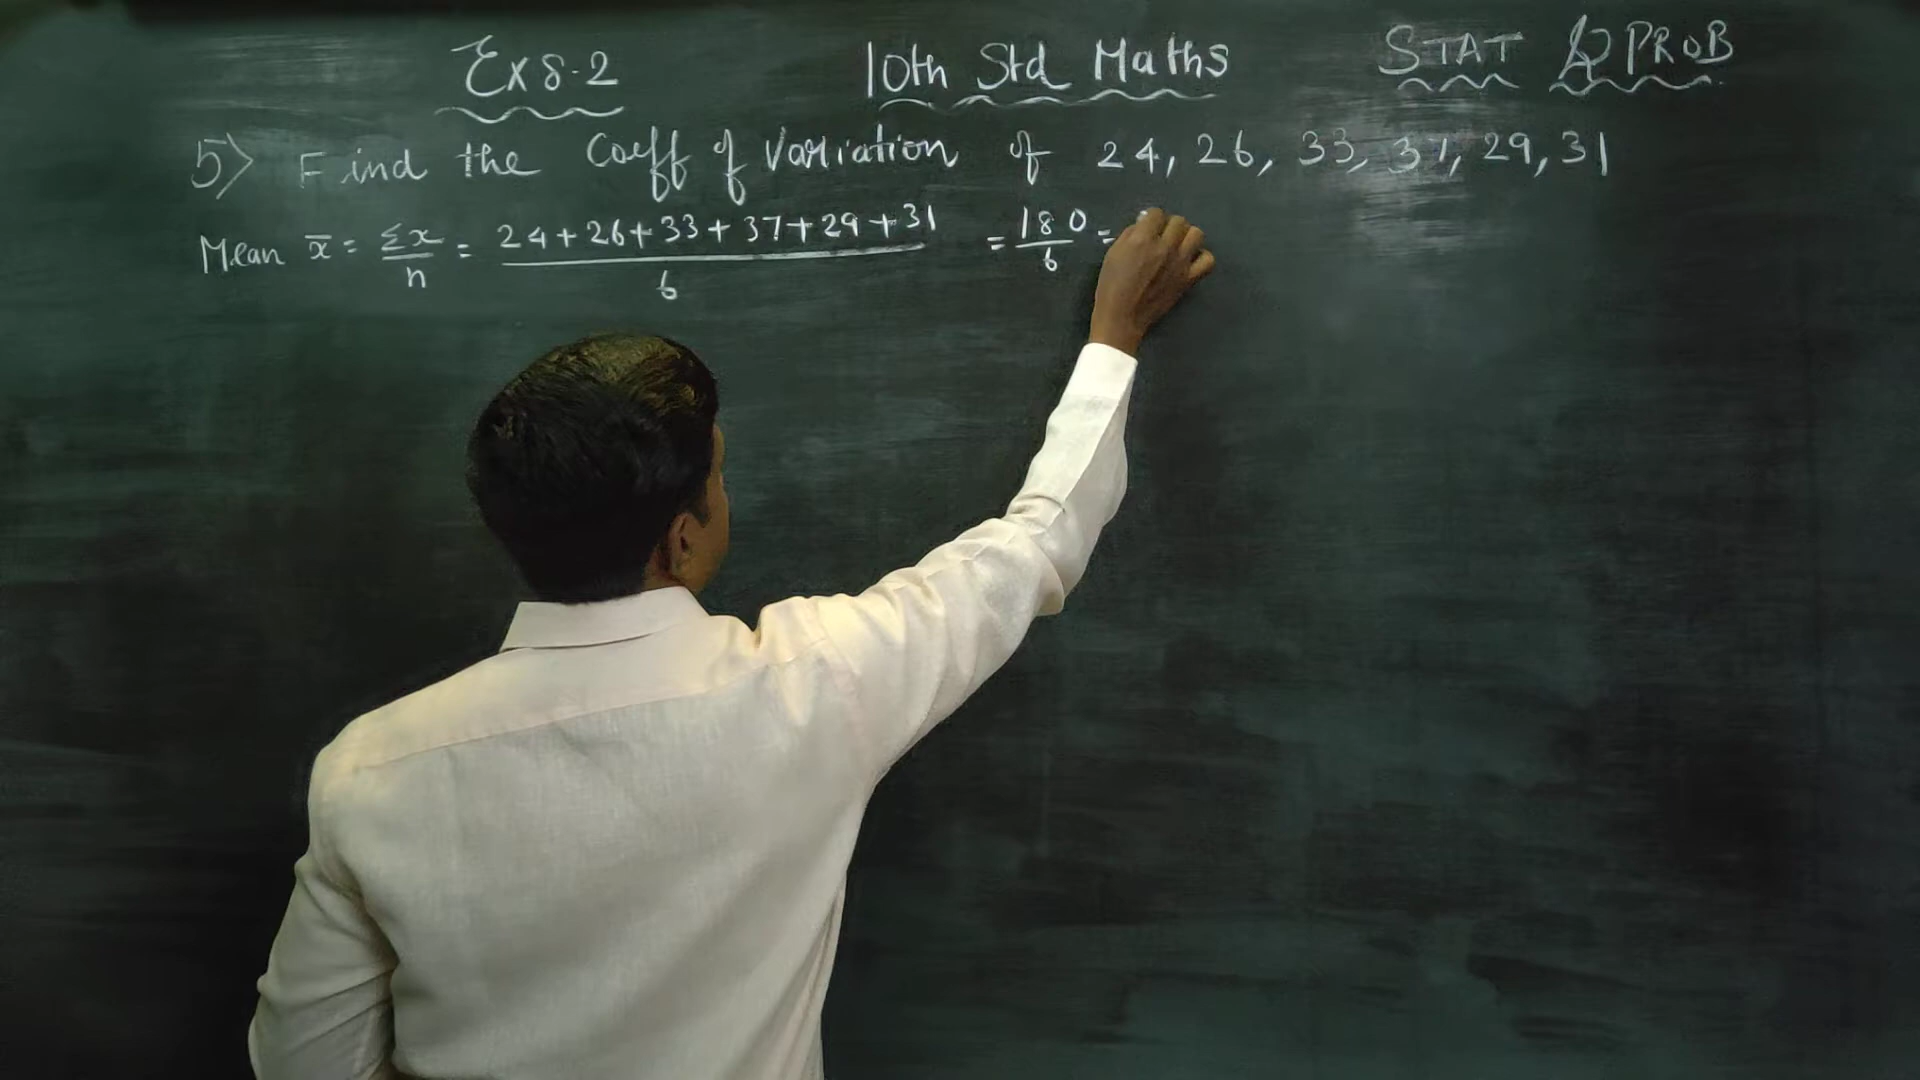 Ex 8.2 10th Std Maths STAT & PROB
5) Find the Coeff of Variation of 24, 26, 33, 37, 29, 31
Mean x̄ = Σx/n = 24+26+33+37+29+31/6 = 180/6 =